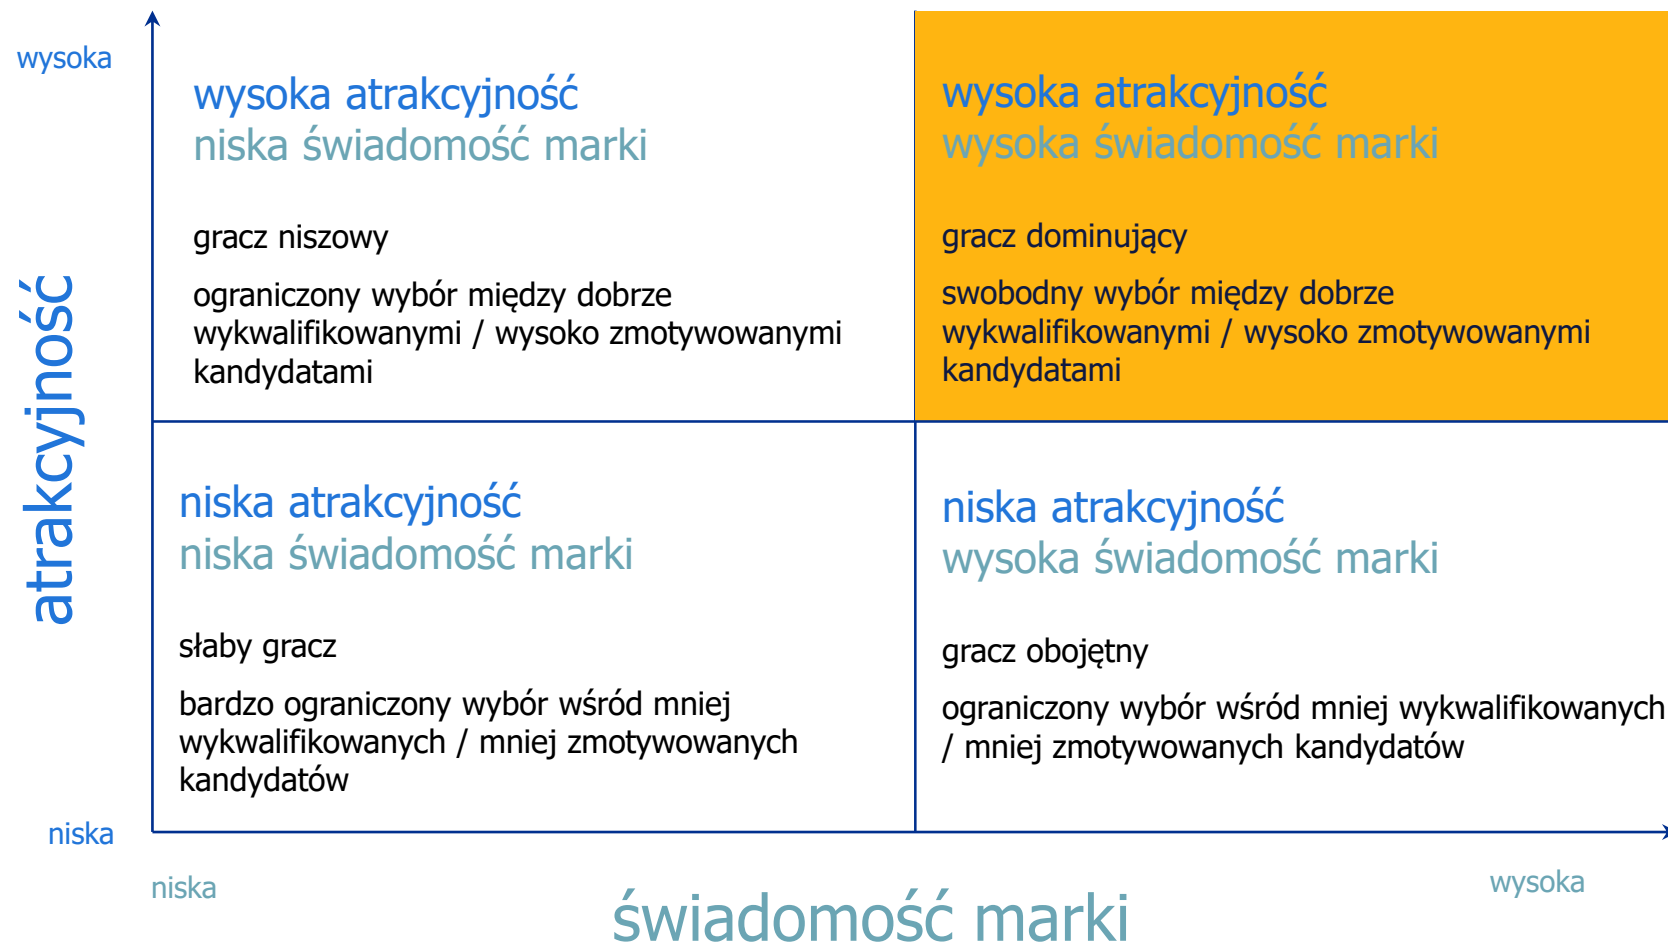 wysoka
wysoka atrakcyjność
niska świadomość marki
gracz niszowy
ograniczony wybór między dobrze
wykwalifikowanymi / wysoko zmotywowanymi
kandydatami
wysoka atrakcyjność
wysoka świadomość marki
gracz dominujący
swobodny wybór między dobrze
wykwalifikowanymi / wysoko zmotywowanymi
kandydatami
atrakcyjność
niska atrakcyjność
niska świadomość marki
słaby gracz
bardzo ograniczony wybór wśród mniej
wykwalifikowanych / mniej zmotywowanych
kandydatów
niska atrakcyjność
wysoka świadomość marki
gracz obojętny
ograniczony wybór wśród mniej wykwalifikowanych
/ mniej zmotywowanych kandydatów
niska
niska
świadomość marki
wysoka